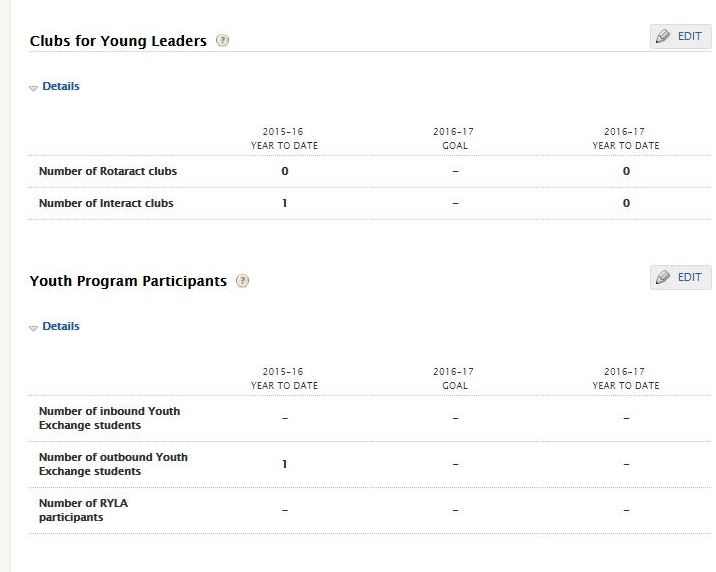 Clubs for Young Leaders ?
EDIT
Details
2015-16 2016-17 2016-17
YEAR TO DATE GOAL YEAR TO DATE
Number of Rotaract clubs 0 – 0
Number of Interact clubs 1 – 0
Youth Program Participants ?
EDIT
Details
2015-16 2016-17 2016-17
YEAR TO DATE GOAL YEAR TO DATE
Number of inbound Youth
Exchange students – – –
Number of outbound Youth
Exchange students 1 – –
Number of RYLA
participants – – –